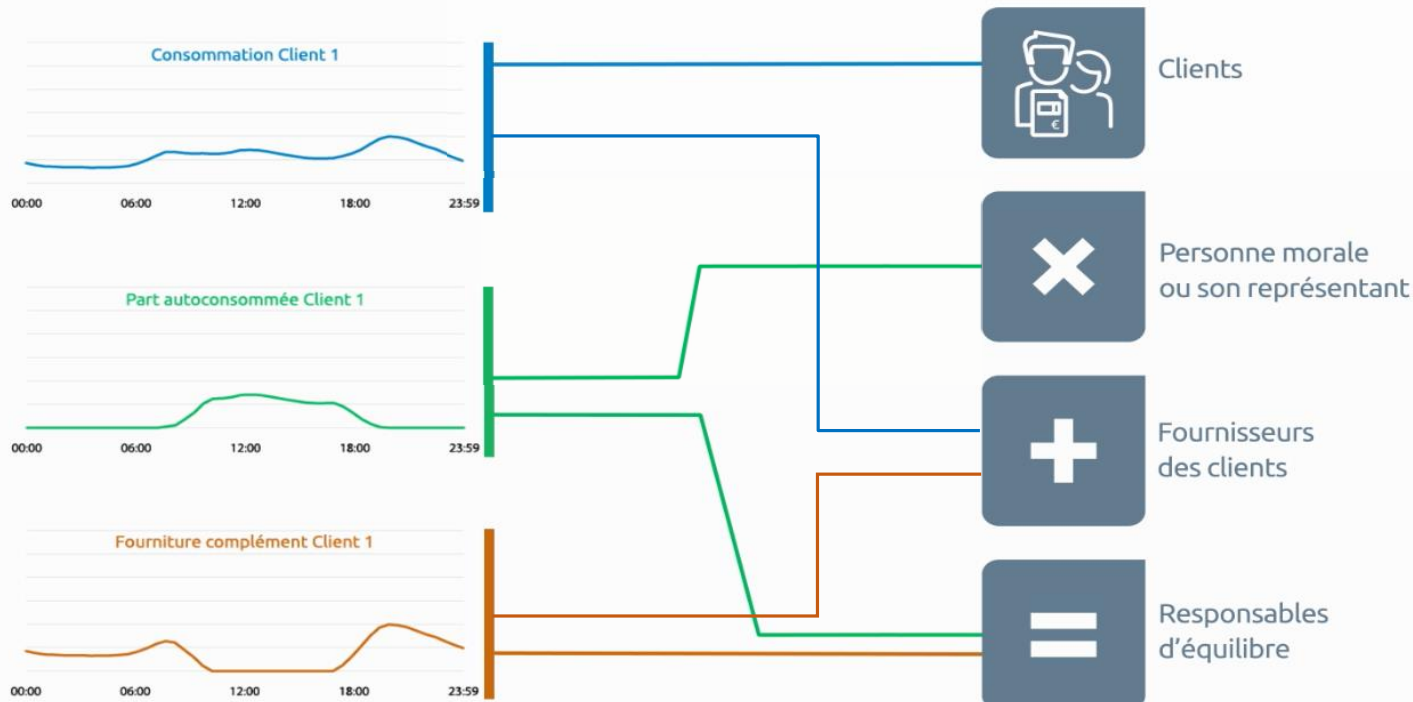 Consommation Client 1
00:00 06:00 12:00 18:00 23:59
Part autoconsommée Client 1
00:00 06:00 12:00 18:00 23:59
Fourniture complément Client 1
00:00 06:00 12:00 18:00 23:59
€
Clients
Personne morale
ou son représentant
Fournisseurs
des clients
Responsables
d'équilibre